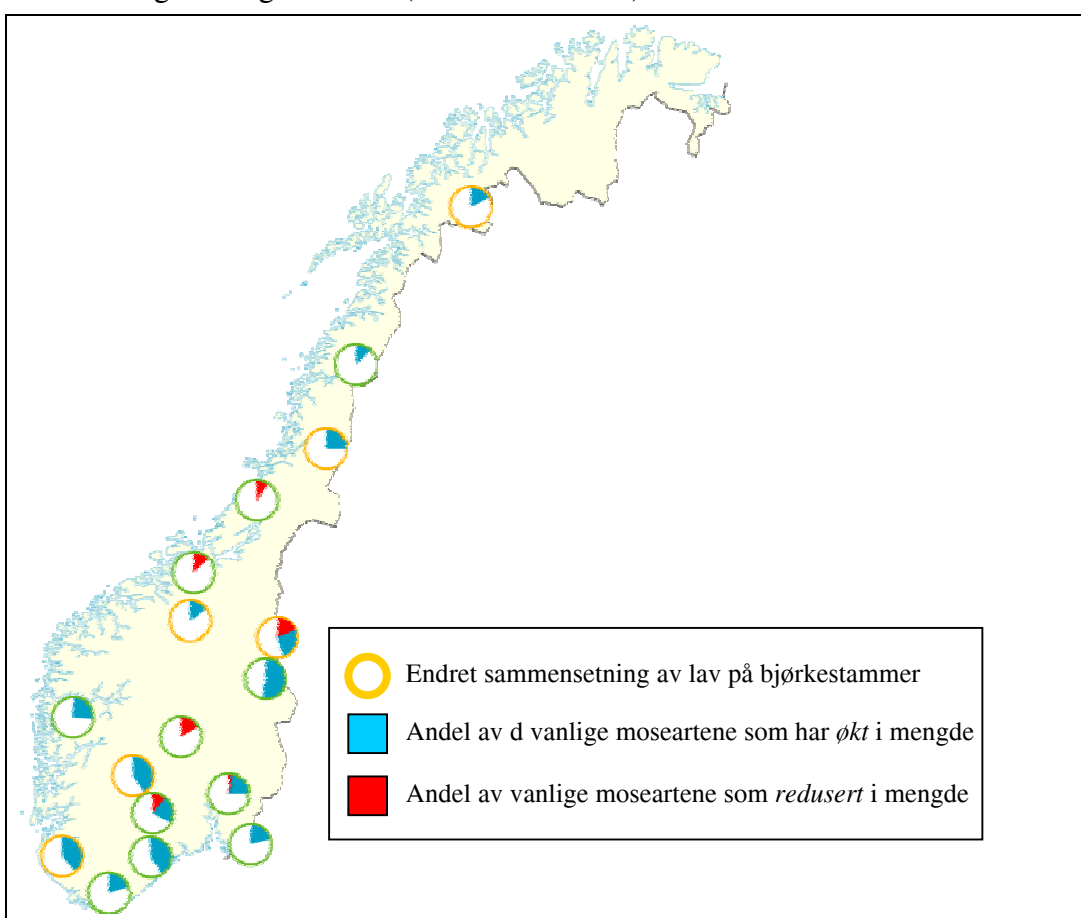 Endret sammensetning av lav på bjørkestammer
Andel av d vanlige moseartene som har økt i mengde
Andel av vanlige moseartene som redusert i mengde